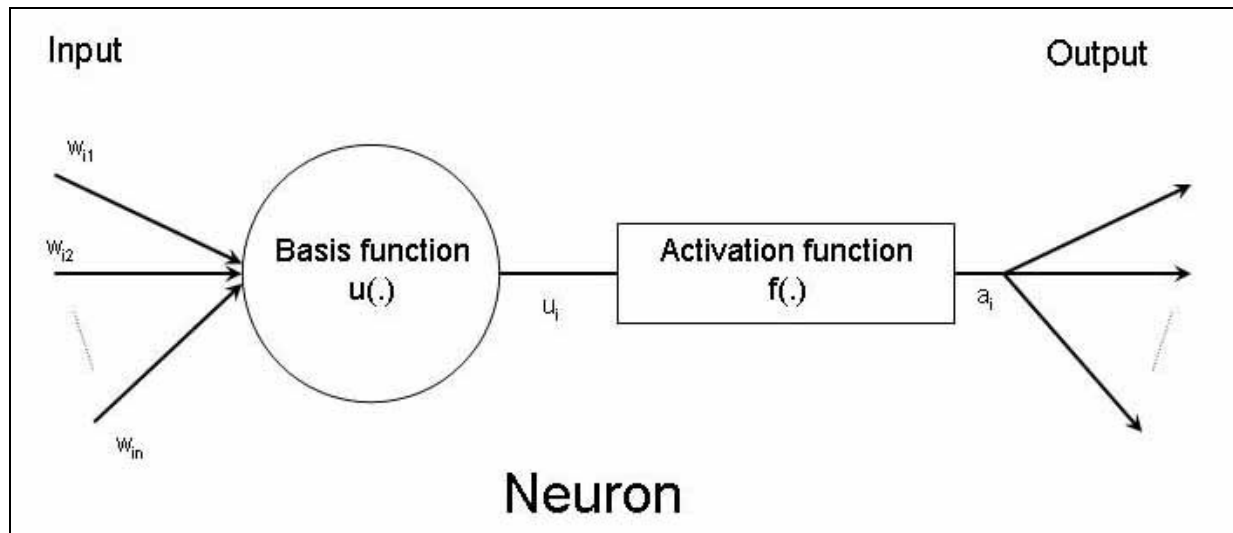 Input
Output
w_i1
w_i2
w_in
Basis function
u(.)
u_i
Activation function
f(.)
a_i
Neuron